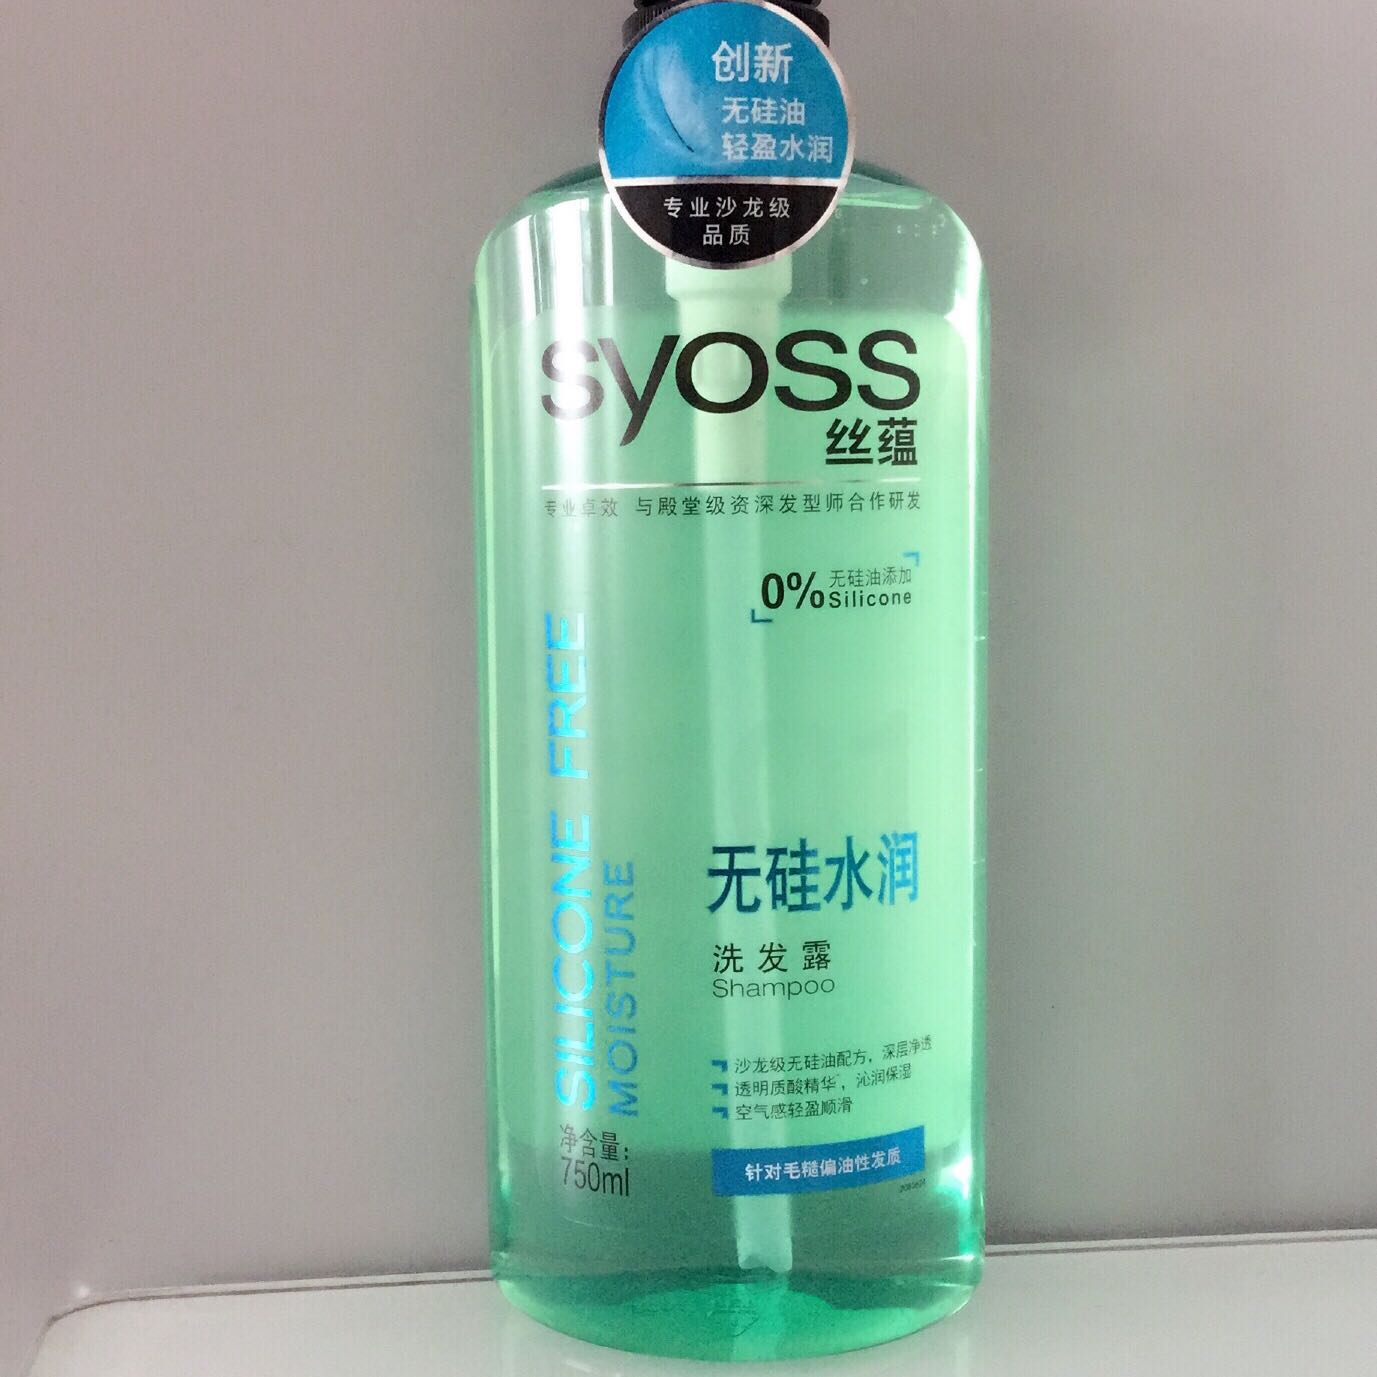 创新
无硅油
轻盈水润
专业沙龙级
品质
syoss
丝蕴
专业卓效 与殿堂级资深发型师合作研发
0% 无硅油添加
Silicone
SILICONE FREE
MOISTURE
无硅水润
洗发露
Shampoo
沙龙级无硅油配方，深层净透
透明质酸精华，沁润保湿
空气感轻盈顺滑
针对毛糙偏油性发质
净含量：
750ml